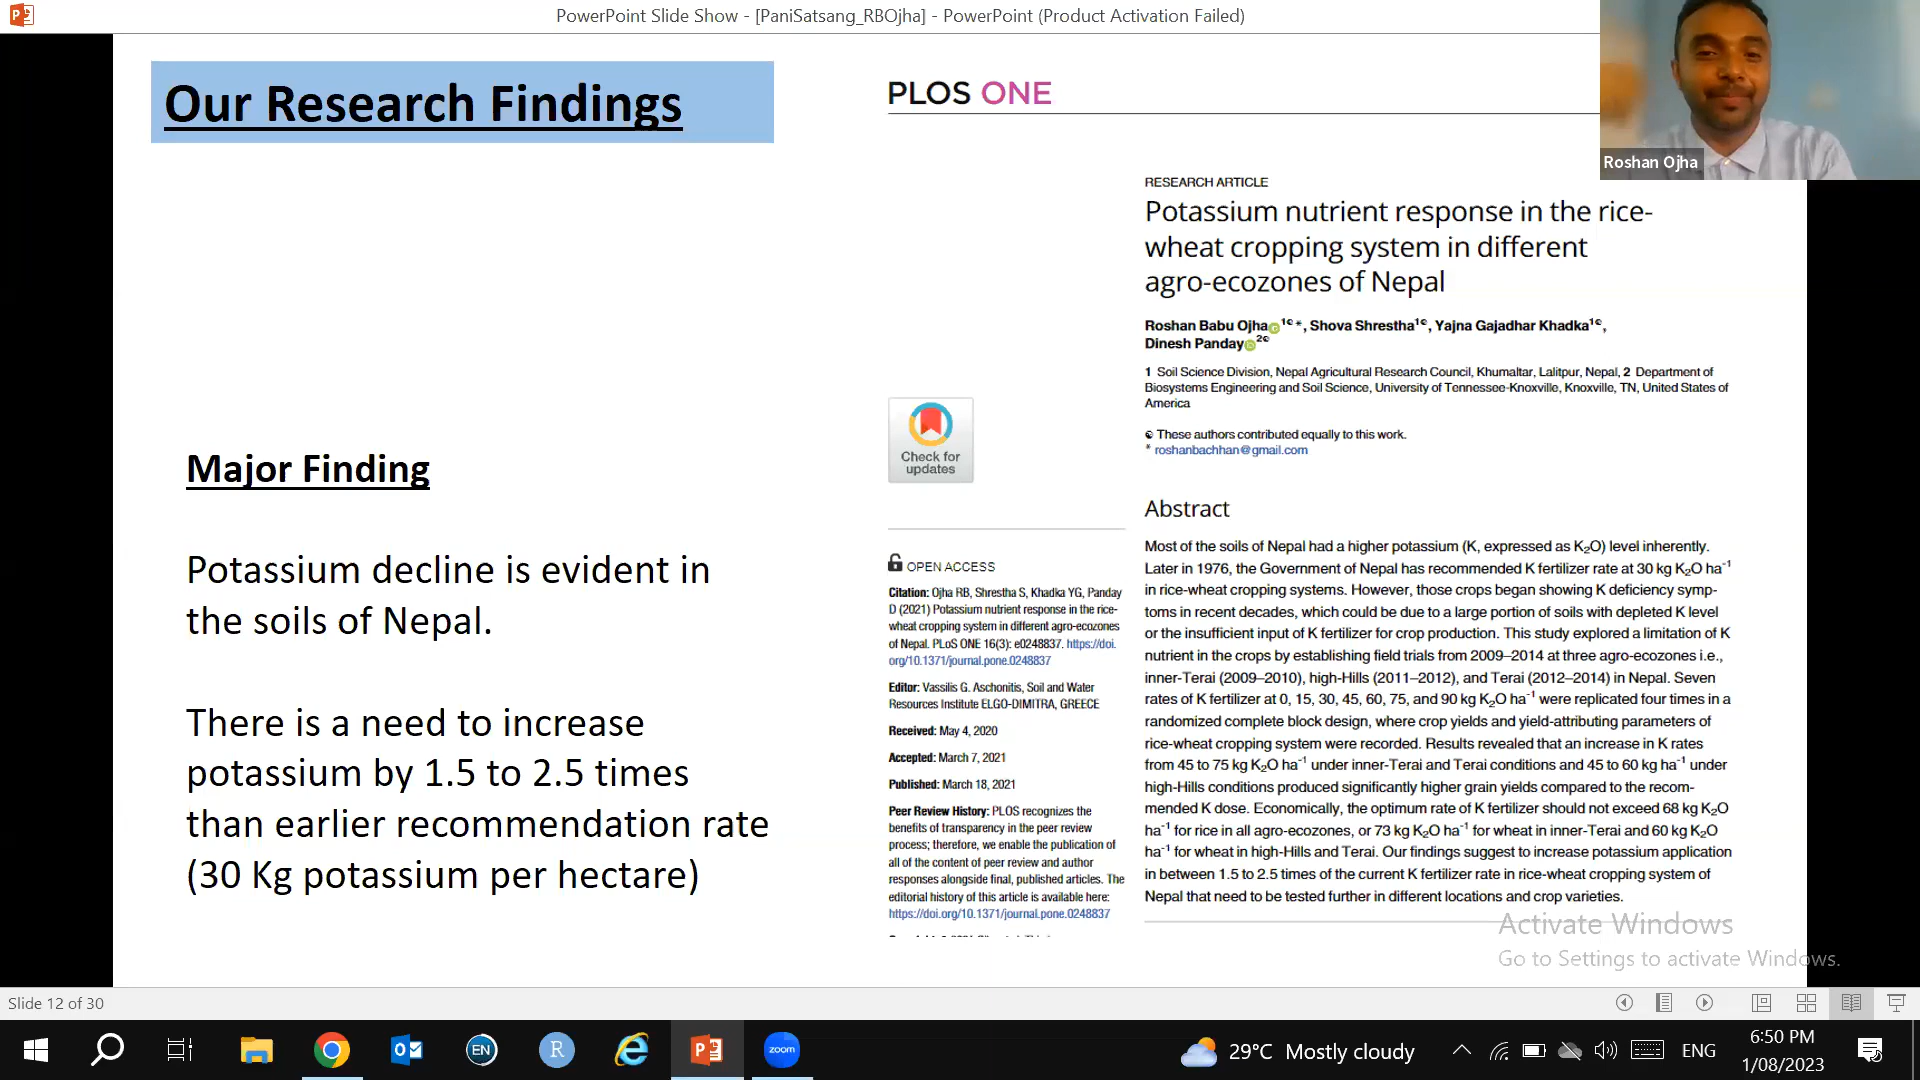 PowerPoint Slide Show - [PaniSatsang_RBOjha] - PowerPoint (Product Activation Failed)
Our Research Findings
Major Finding
Potassium decline is evident in
the soils of Nepal.
There is a need to increase
potassium by 1.5 to 2.5 times
than earlier recommendation rate
(30 Kg potassium per hectare)
PLOS ONE
Roshan Ojha
RESEARCH ARTICLE
Potassium nutrient response in the rice-
wheat cropping system in different
agro-ecozones of Nepal
Roshan Babu Ojha 1☯*, Shova Shrestha1☯, Yajna Gajadhar Khadka1☯,
Dinesh Panday 2☯
1 Soil Science Division, Nepal Agricultural Research Council, Khumaltar, Lalitpur, Nepal, 2 Department of
Biosystems Engineering and Soil Science, University of Tennessee-Knoxville, Knoxville, TN, United States of
America
☯ These authors contributed equally to this work.
* roshanbachhan@gmail.com
Check for
updates
OPEN ACCESS
Citation: Ojha RB, Shrestha S, Khadka YG, Panday
D (2021) Potassium nutrient response in the rice-
wheat cropping system in different agro-ecozones
of Nepal. PLoS ONE 16(3): e0248837. https://doi.
org/10.1371/journal.pone.0248837
Editor: Vassilis G. Aschonitis, Soil and Water
Resources Institute ELGO-DIMITRA, GREECE
Received: May 4, 2020
Accepted: March 7, 2021
Published: March 18, 2021
Peer Review History: PLOS recognizes the
benefits of transparency in the peer review
process; therefore, we enable the publication of
all of the content of peer review and author
responses alongside final, published articles. The
editorial history of this article is available here:
https://doi.org/10.1371/journal.pone.0248837
Abstract
Most of the soils of Nepal had a higher potassium (K, expressed as K2O) level inherently.
Later in 1976, the Government of Nepal has recommended K fertilizer rate at 30 kg K2O ha-1
in rice-wheat cropping systems. However, those crops began showing K deficiency symp-
toms in recent decades, which could be due to a large portion of soils with depleted K level
or the insufficient input of K fertilizer for crop production. This study explored a limitation of K
nutrient in the crops by establishing field trials from 2009–2014 at three agro-ecozones i.e.,
inner-Terai (2009–2010), high-Hills (2011–2012), and Terai (2012–2014) in Nepal. Seven
rates of K fertilizer at 0, 15, 30, 45, 60, 75, and 90 kg K2O ha-1 were replicated four times in a
randomized complete block design, where crop yields and yield-attributing parameters of
rice-wheat cropping system were recorded. Results revealed that an increase in K rates
from 45 to 75 kg K2O ha-1 under inner-Terai and Terai conditions and 45 to 60 kg ha-1 under
high-Hills conditions produced significantly higher grain yields compared to the recom-
mended K dose. Economically, the optimum rate of K fertilizer should not exceed 68 kg K2O
ha-1 for rice in all agro-ecozones, or 73 kg K2O ha-1 for wheat in inner-Terai and 60 kg K2O
ha-1 for wheat in high-Hills and Terai. Our findings suggest to increase potassium application
in between 1.5 to 2.5 times of the current K fertilizer rate in rice-wheat cropping system of
Nepal that need to be tested further in different locations and crop varieties.
Activate Windows
Go to Settings to activate Windows.
Slide 12 of 30
EN
R
zoom
29°C Mostly cloudy
ENG
6:50 PM
1/08/2023